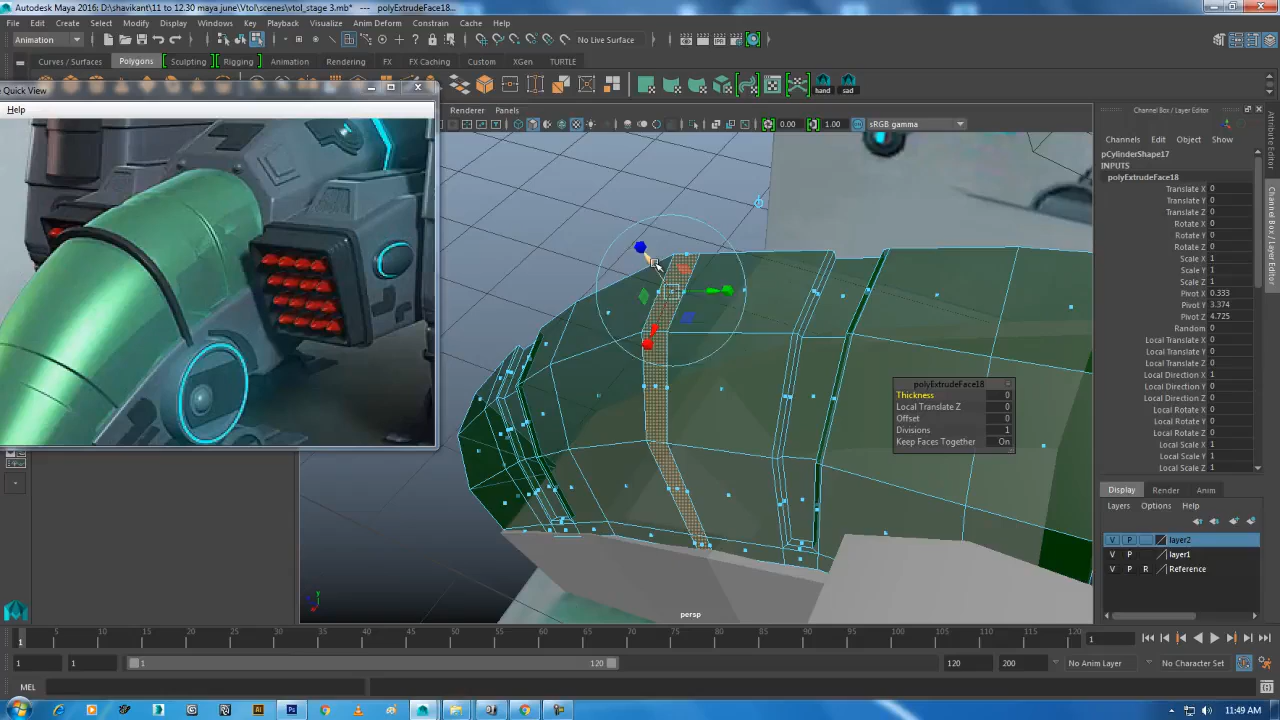 Autodesk Maya 2016: D:\shavikant\11 to 12.30 maya june\Vtol\scenes\vtol_stage 3.mb* --- polyExtrudeFace18...
File Edit Create Select Modify Display Windows Key Playback Visualize Anim Deform Constrain Cache Help
Animation No Live Surface
Curves / Surfaces Polygons Sculpting Rigging Animation Rendering FX FX Caching Custom XGen TURTLE
hand sad
Quick View
Help
Renderer Panels
0.00 1.00 sRGB gamma
Channel Box / Layer Editor
Channels Edit Object Show
pCylinderShape17
INPUTS
polyExtrudeFace18
Translate X 0
Translate Y 0
Translate Z 0
Rotate X 0
Rotate Y 0
Rotate Z 0
Scale X 1
Scale Y 1
Scale Z 1
Pivot X 0.333
Pivot Y 3.374
Pivot Z 4.725
Random 0
Local Translate X 0
Local Translate Y 0
Local Translate Z 0
Local Direction X 1
Local Direction Y 0
Local Direction Z 0
Local Rotate X 0
Local Rotate Y 0
Local Rotate Z 0
Local Scale X 1
Local Scale Y 1
Local Scale Z 1
Attribute Editor
Channel Box / Layer Editor
polyExtrudeFace18
Thickness 0
Local Translate Z 0
Offset 0
Divisions 1
Keep Faces Together On
Display Render Anim
Layers Options Help
V P layer2
V P layer1
V P R Reference
persp
1 5 10 15 20 25 30 35 40 45 50 55 60 65 70 75 80 85 90 95 100 105 110 115 120 1
1 1 1 120 120 200 No Anim Layer No Character Set
MEL
11:49 AM